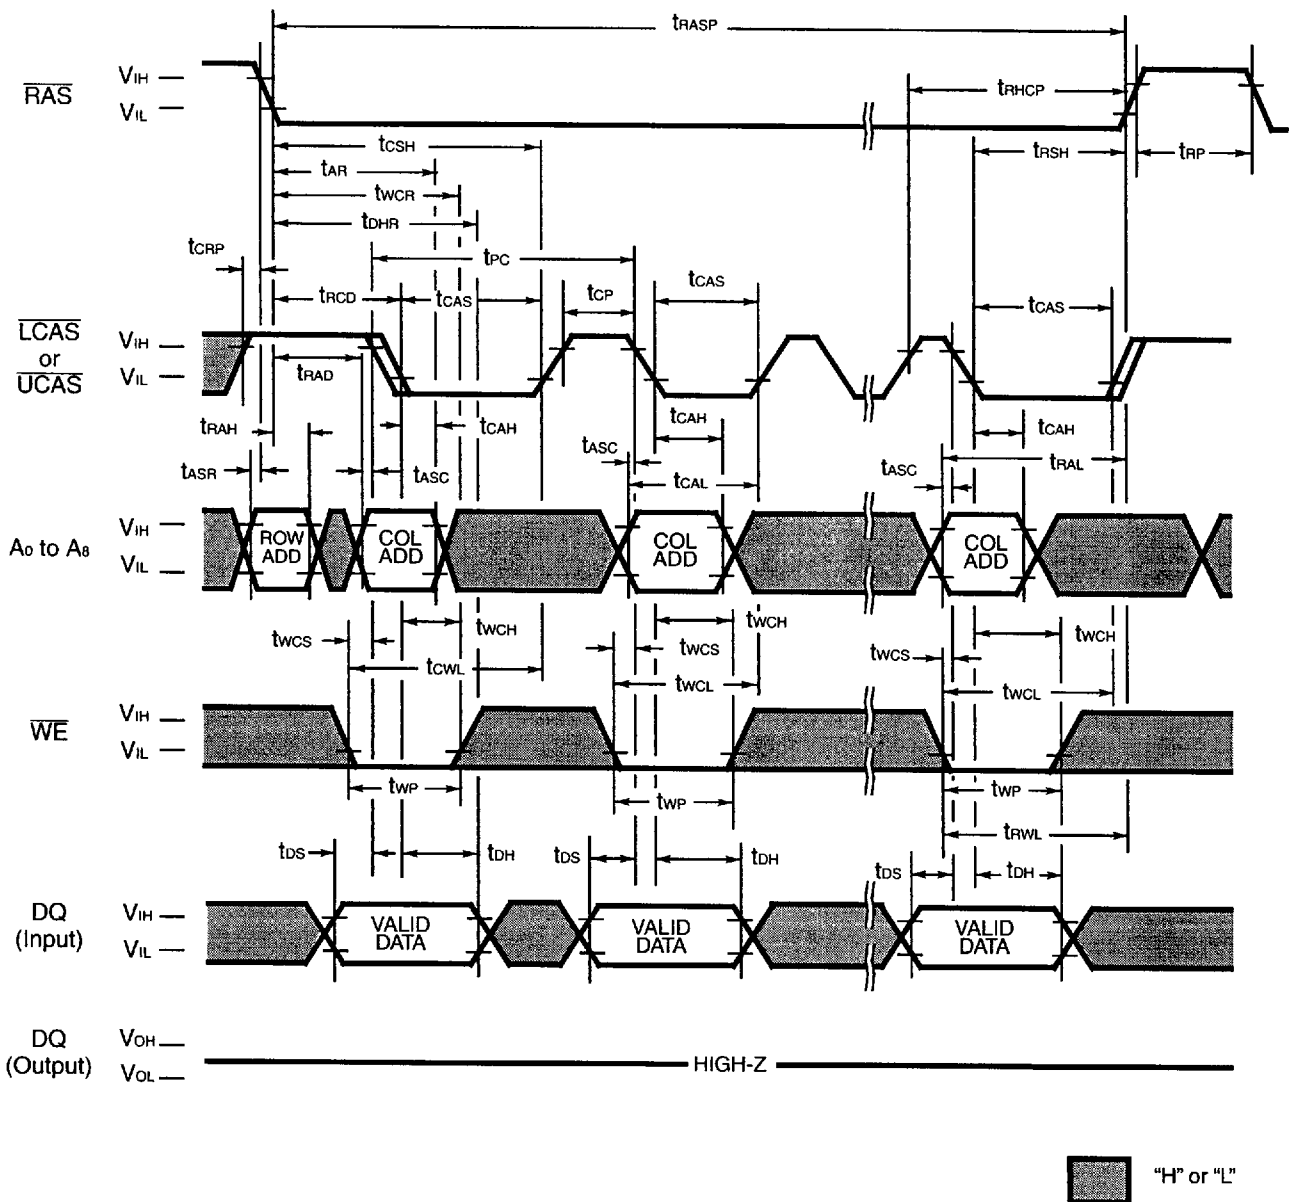 tRASP
RAS VIH VIL
tRHCP
tRSH tRP
tCSH
tAR
tWCR
tDHR
tCRP
tPC
tRCD tCAS tCP tCAS tCAS
LCAS
or
UCAS
VIH
VIL
tRAD
tRAH tCAH tCAH tCAH
tASR tASC tASC tCAL tASC tRAL
A0 to A8 VIH VIL
ROW
ADD
COL
ADD
COL
ADD
COL
ADD
tWCS tWCH tWCS tWCH tWCS tWCH
tCWL tWCL tWCL
WE VIH VIL
tWP tWP tWP
tRWL
tDS tDH tDS tDH tDS tDH
DQ
(Input)
VIH
VIL
VALID
DATA
VALID
DATA
VALID
DATA
DQ
(Output)
VOH
VOL
HIGH-Z
“H” or “L”